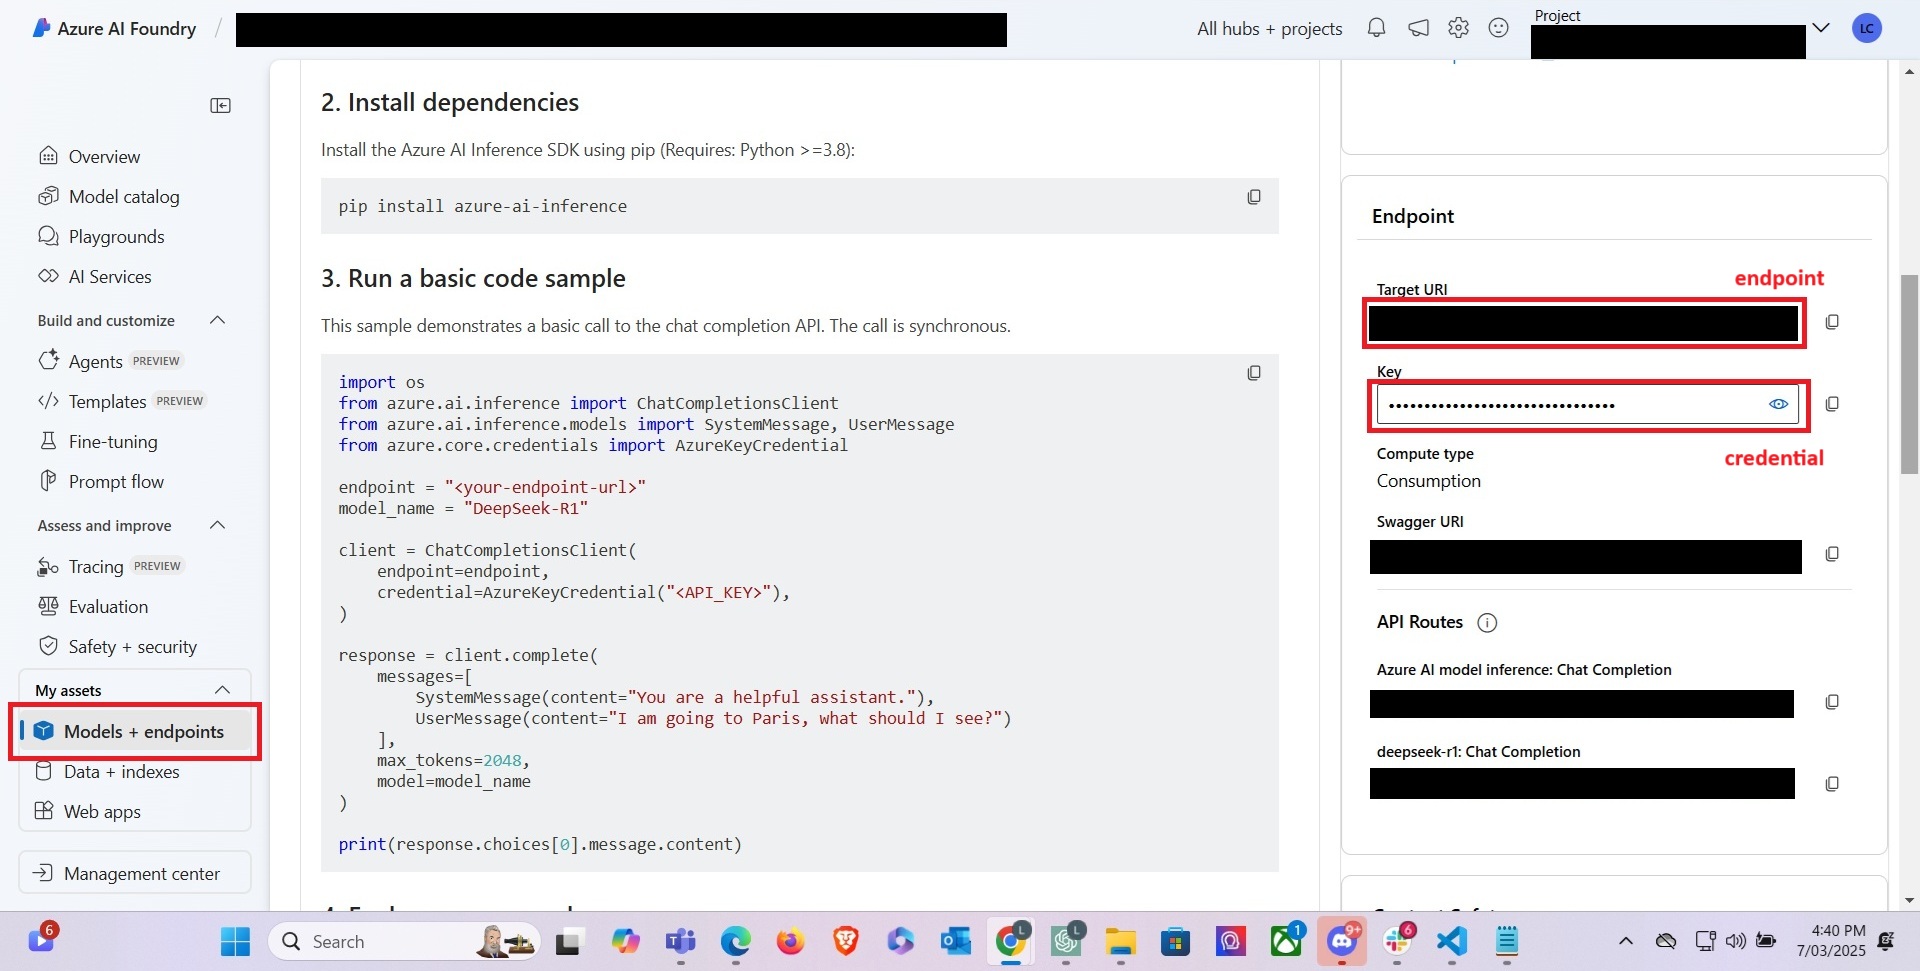 Azure AI Foundry
/
All hubs + projects
Project
LC
Overview
Model catalog
Playgrounds
AI Services
Build and customize
Agents PREVIEW
Templates PREVIEW
Fine-tuning
Prompt flow
Assess and improve
Tracing PREVIEW
Evaluation
Safety + security
My assets
Models + endpoints
Data + indexes
Web apps
Management center
2. Install dependencies
Install the Azure AI Inference SDK using pip (Requires: Python >=3.8):
pip install azure-ai-inference
3. Run a basic code sample
This sample demonstrates a basic call to the chat completion API. The call is synchronous.
import os
from azure.ai.inference import ChatCompletionsClient
from azure.ai.inference.models import SystemMessage, UserMessage
from azure.core.credentials import AzureKeyCredential
endpoint = "<your-endpoint-url>"
model_name = "DeepSeek-R1"
client = ChatCompletionsClient(
    endpoint=endpoint,
    credential=AzureKeyCredential("<API_KEY>"),
)
response = client.complete(
    messages=[
        SystemMessage(content="You are a helpful assistant."),
        UserMessage(content="I am going to Paris, what should I see?")
    ],
    max_tokens=2048,
    model=model_name
)
print(response.choices[0].message.content)
Endpoint
endpoint
Target URI
Key
••••••••••••••••••••••••••••••••
credential
Compute type
Consumption
Swagger URI
API Routes
Azure AI model inference: Chat Completion
deepseek-r1: Chat Completion
6
Search
L
L
1
9+
6
4:40 PM
7/03/2025